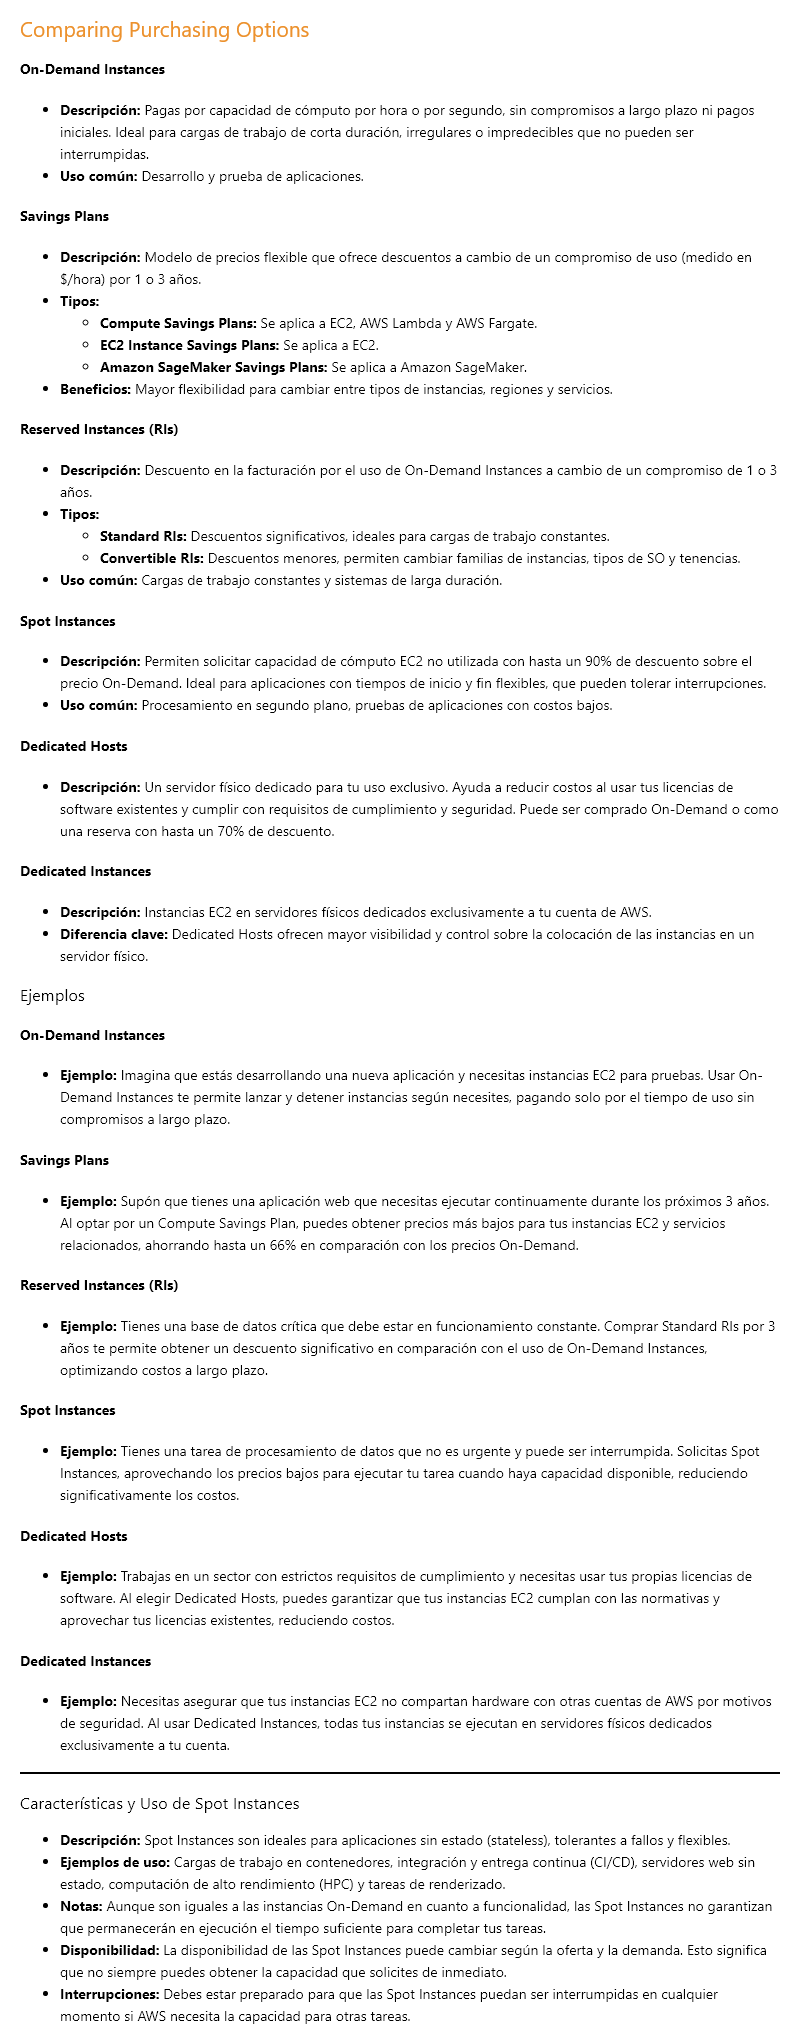 Comparing Purchasing Options
On-Demand Instances
Descripción: Pagas por capacidad de cómputo por hora o por segundo, sin compromisos a largo plazo ni pagos
iniciales. Ideal para cargas de trabajo de corta duración, irregulares o impredecibles que no pueden ser
interrumpidas.
Uso común: Desarrollo y prueba de aplicaciones.
Savings Plans
Descripción: Modelo de precios flexible que ofrece descuentos a cambio de un compromiso de uso (medido en
$/hora) por 1 o 3 años.
Tipos:
Compute Savings Plans: Se aplica a EC2, AWS Lambda y AWS Fargate.
EC2 Instance Savings Plans: Se aplica a EC2.
Amazon SageMaker Savings Plans: Se aplica a Amazon SageMaker.
Beneficios: Mayor flexibilidad para cambiar entre tipos de instancias, regiones y servicios.
Reserved Instances (RIs)
Descripción: Descuento en la facturación por el uso de On-Demand Instances a cambio de un compromiso de 1 o 3
años.
Tipos:
Standard RIs: Descuentos significativos, ideales para cargas de trabajo constantes.
Convertible RIs: Descuentos menores, permiten cambiar familias de instancias, tipos de SO y tenencias.
Uso común: Cargas de trabajo constantes y sistemas de larga duración.
Spot Instances
Descripción: Permiten solicitar capacidad de cómputo EC2 no utilizada con hasta un 90% de descuento sobre el
precio On-Demand. Ideal para aplicaciones con tiempos de inicio y fin flexibles, que pueden tolerar interrupciones.
Uso común: Procesamiento en segundo plano, pruebas de aplicaciones con costos bajos.
Dedicated Hosts
Descripción: Un servidor físico dedicado para tu uso exclusivo. Ayuda a reducir costos al usar tus licencias de
software existentes y cumplir con requisitos de cumplimiento y seguridad. Puede ser comprado On-Demand o como
una reserva con hasta un 70% de descuento.
Dedicated Instances
Descripción: Instancias EC2 en servidores físicos dedicados exclusivamente a tu cuenta de AWS.
Diferencia clave: Dedicated Hosts ofrecen mayor visibilidad y control sobre la colocación de las instancias en un
servidor físico.
Ejemplos
On-Demand Instances
Ejemplo: Imagina que estás desarrollando una nueva aplicación y necesitas instancias EC2 para pruebas. Usar On-
Demand Instances te permite lanzar y detener instancias según necesites, pagando solo por el tiempo de uso sin
compromisos a largo plazo.
Savings Plans
Ejemplo: Supón que tienes una aplicación web que necesitas ejecutar continuamente durante los próximos 3 años.
Al optar por un Compute Savings Plan, puedes obtener precios más bajos para tus instancias EC2 y servicios
relacionados, ahorrando hasta un 66% en comparación con los precios On-Demand.
Reserved Instances (RIs)
Ejemplo: Tienes una base de datos crítica que debe estar en funcionamiento constante. Comprar Standard RIs por 3
años te permite obtener un descuento significativo en comparación con el uso de On-Demand Instances,
optimizando costos a largo plazo.
Spot Instances
Ejemplo: Tienes una tarea de procesamiento de datos que no es urgente y puede ser interrumpida. Solicitas Spot
Instances, aprovechando los precios bajos para ejecutar tu tarea cuando haya capacidad disponible, reduciendo
significativamente los costos.
Dedicated Hosts
Ejemplo: Trabajas en un sector con estrictos requisitos de cumplimiento y necesitas usar tus propias licencias de
software. Al elegir Dedicated Hosts, puedes garantizar que tus instancias EC2 cumplan con las normativas y
aprovechar tus licencias existentes, reduciendo costos.
Dedicated Instances
Ejemplo: Necesitas asegurar que tus instancias EC2 no compartan hardware con otras cuentas de AWS por motivos
de seguridad. Al usar Dedicated Instances, todas tus instancias se ejecutan en servidores físicos dedicados
exclusivamente a tu cuenta.
Características y Uso de Spot Instances
Descripción: Spot Instances son ideales para aplicaciones sin estado (stateless), tolerantes a fallos y flexibles.
Ejemplos de uso: Cargas de trabajo en contenedores, integración y entrega continua (CI/CD), servidores web sin
estado, computación de alto rendimiento (HPC) y tareas de renderizado.
Notas: Aunque son iguales a las instancias On-Demand en cuanto a funcionalidad, las Spot Instances no garantizan
que permanecerán en ejecución el tiempo suficiente para completar tus tareas.
Disponibilidad: La disponibilidad de las Spot Instances puede cambiar según la oferta y la demanda. Esto significa
que no siempre puedes obtener la capacidad que solicites de inmediato.
Interrupciones: Debes estar preparado para que las Spot Instances puedan ser interrumpidas en cualquier
momento si AWS necesita la capacidad para otras tareas.